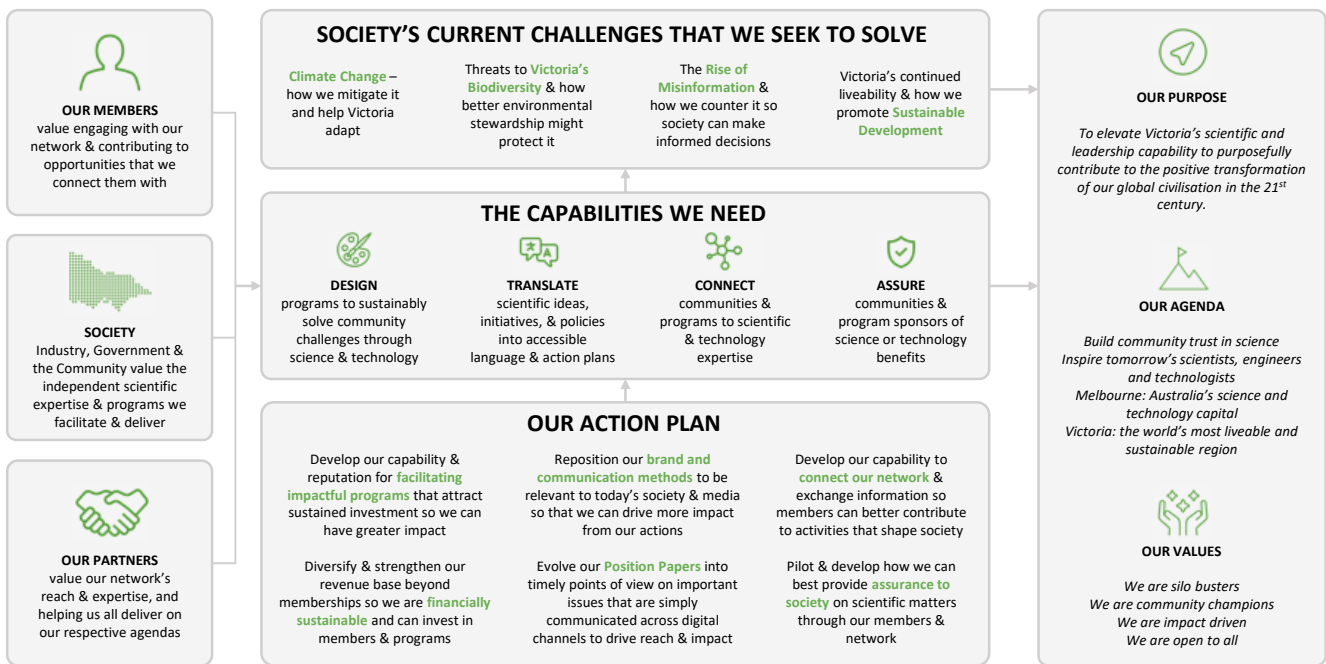 OUR MEMBERS
value engaging with our
network & contributing to
opportunities that we
connect them with
SOCIETY
Industry, Government &
the Community value the
independent scientific
expertise & programs we
facilitate & deliver
OUR PARTNERS
value our network's
reach & expertise, and
helping us all deliver on
our respective agendas
SOCIETY'S CURRENT CHALLENGES THAT WE SEEK TO SOLVE
Climate Change –
how we mitigate it
and help Victoria
adapt
Threats to Victoria's
Biodiversity & how
better environmental
stewardship might
protect it
The Rise of
Misinformation &
how we counter it so
society can make
informed decisions
Victoria's continued
liveability & how we
promote Sustainable
Development
THE CAPABILITIES WE NEED
DESIGN
programs to sustainably
solve community
challenges through
science & technology
TRANSLATE
scientific ideas,
initiatives, & policies
into accessible
language & action plans
CONNECT
communities &
programs to scientific
& technology
expertise
ASSURE
communities &
program sponsors of
science or technology
benefits
OUR ACTION PLAN
Develop our capability &
reputation for facilitating
impactful programs that attract
sustained investment so we can
have greater impact
Reposition our brand and
communication methods to be
relevant to today's society & media
so that we can drive more impact
from our actions
Develop our capability to
connect our network &
exchange information so
members can better contribute
to activities that shape society
Diversify & strengthen our
revenue base beyond
memberships so we are financially
sustainable and can invest in
members & programs
Evolve our Position Papers into
timely points of view on important
issues that are simply
communicated across digital
channels to drive reach & impact
Pilot & develop how we can
best provide assurance to
society on scientific matters
through our members &
network
OUR PURPOSE
To elevate Victoria's scientific and
leadership capability to purposefully
contribute to the positive transformation
of our global civilisation in the 21st
century.
OUR AGENDA
Build community trust in science
Inspire tomorrow's scientists, engineers
and technologists
Melbourne: Australia's science and
technology capital
Victoria: the world's most liveable and
sustainable region
OUR VALUES
We are silo busters
We are community champions
We are impact driven
We are open to all